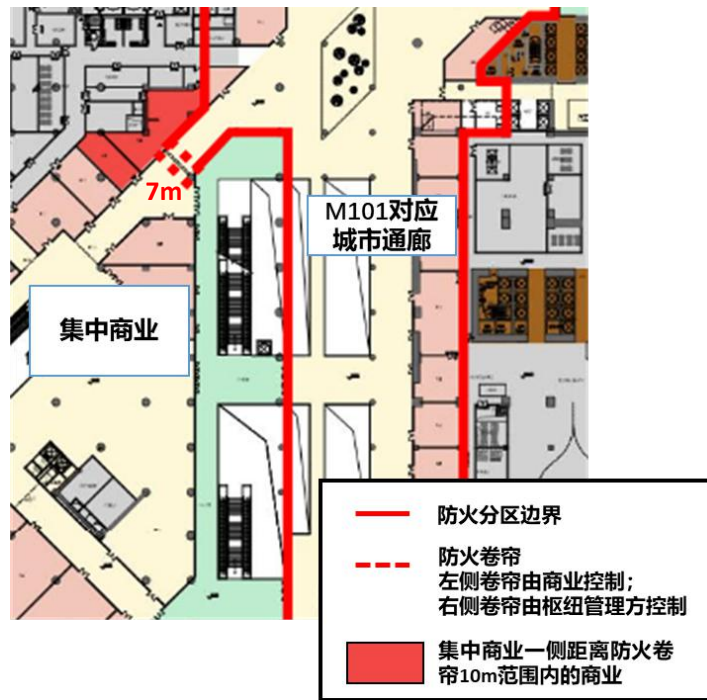 7m
M101对应
城市通廊
集中商业
防火分区边界
防火卷帘
左侧卷帘由商业控制；
右侧卷帘由枢纽管理方控制
集中商业一侧距离防火卷
帘10m范围内的商业